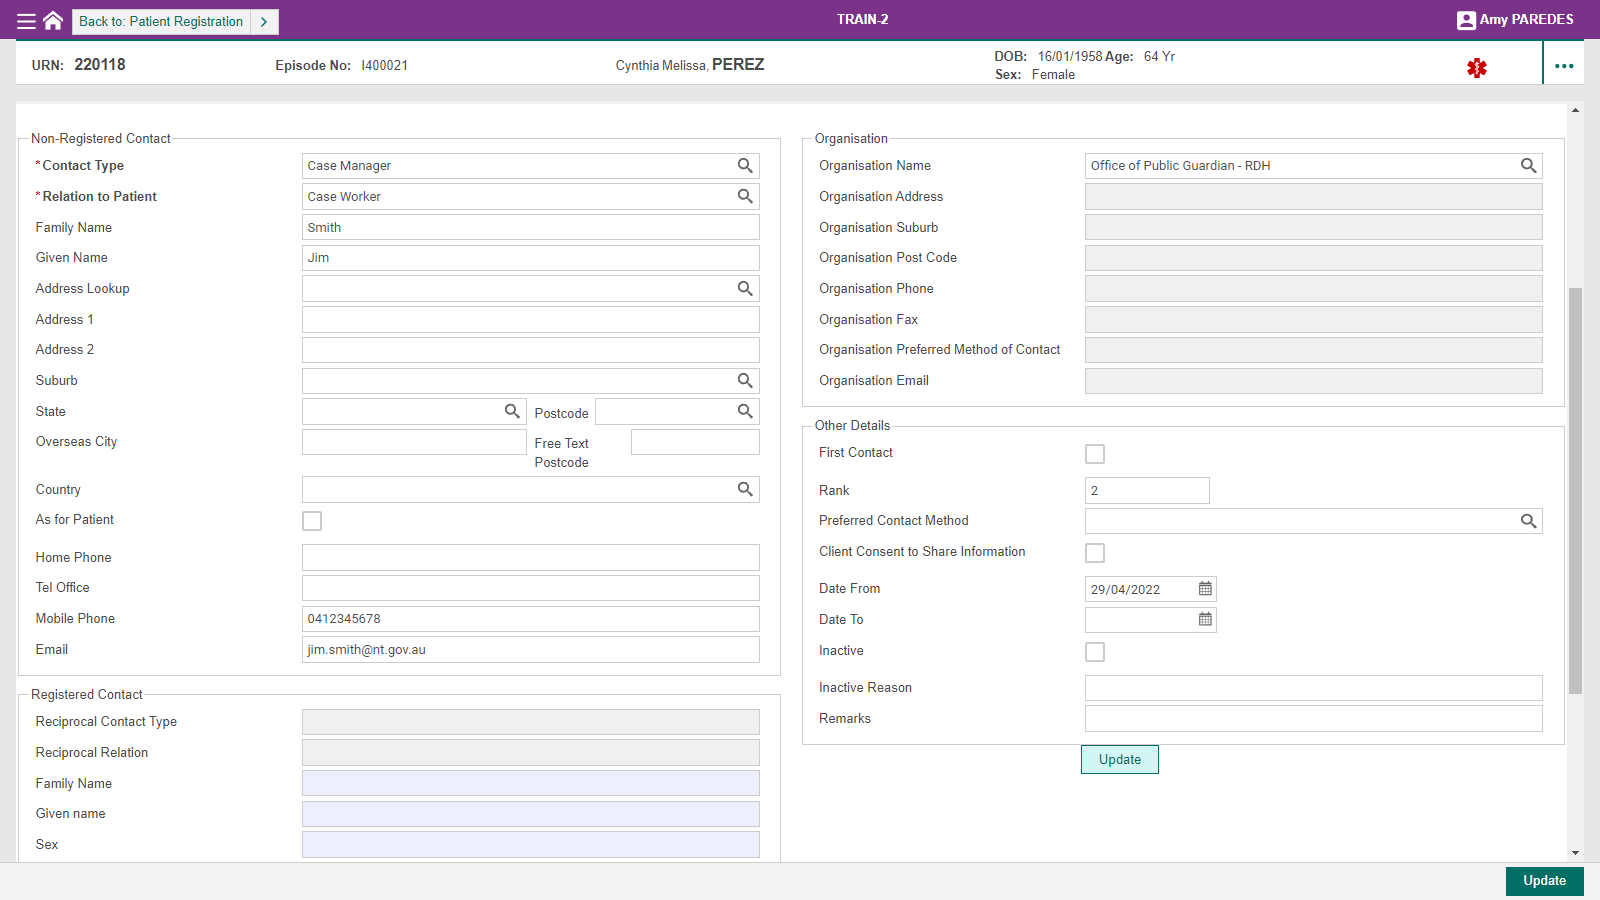 Back to: Patient Registration
TRAIN-2
Amy PAREDES
URN: 220118
Episode No: I400021
Cynthia Melissa, PEREZ
DOB: 16/01/1958 Age: 64 Yr
Sex: Female
Non-Registered Contact
*Contact Type Case Manager
*Relation to Patient Case Worker
Family Name Smith
Given Name Jim
Address Lookup
Address 1
Address 2
Suburb
State Postcode
Overseas City Free Text Postcode
Country
As for Patient
Home Phone
Tel Office
Mobile Phone 0412345678
Email jim.smith@nt.gov.au
Registered Contact
Reciprocal Contact Type
Reciprocal Relation
Family Name
Given name
Sex
Organisation
Organisation Name Office of Public Guardian - RDH
Organisation Address
Organisation Suburb
Organisation Post Code
Organisation Phone
Organisation Fax
Organisation Preferred Method of Contact
Organisation Email
Other Details
First Contact
Rank 2
Preferred Contact Method
Client Consent to Share Information
Date From 29/04/2022
Date To
Inactive
Inactive Reason
Remarks
Update
Update